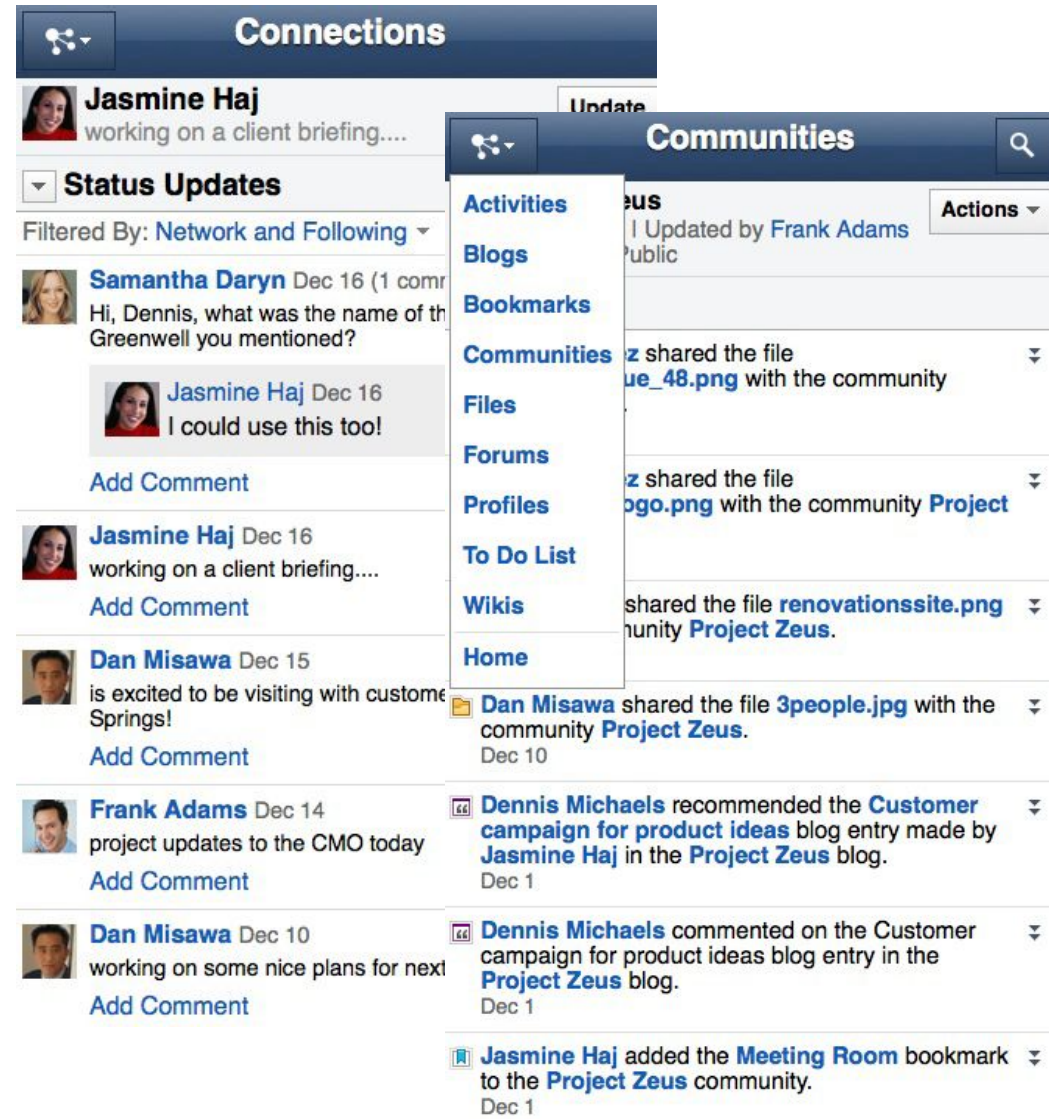 Connections
Jasmine Haj
working on a client briefing....
Update
Status Updates
Filtered By: Network and Following
Samantha Daryn Dec 16 (1
Hi, Dennis, what was the name of
Greenwell you mentioned?
Jasmine Haj Dec 16
I could use this too!
Add Comment
Jasmine Haj Dec 16
working on a client briefing....
Add Comment
Dan Misawa Dec 15
is excited to be visiting with
Springs!
Add Comment
Frank Adams Dec 14
project updates to the CMO today
Add Comment
Dan Misawa Dec 10
working on some nice plans for next
Add Comment
Communities
Activities
Blogs
Bookmarks
Communities
Files
Forums
Profiles
To Do List
Wikis
Home
Actions
| Updated by Frank Adams
shared the file
with the community
shared the file
with the community Project
shared the file renovationssite.png
Project Zeus.
Dan Misawa shared the file 3people.jpg with the
community Project Zeus.
Dec 10
Dennis Michaels recommended the Customer
campaign for product ideas blog entry made by
Jasmine Haj in the Project Zeus blog.
Dec 1
Dennis Michaels commented on the Customer
campaign for product ideas blog entry in the
Project Zeus blog.
Dec 1
Jasmine Haj added the Meeting Room bookmark
to the Project Zeus community.
Dec 1